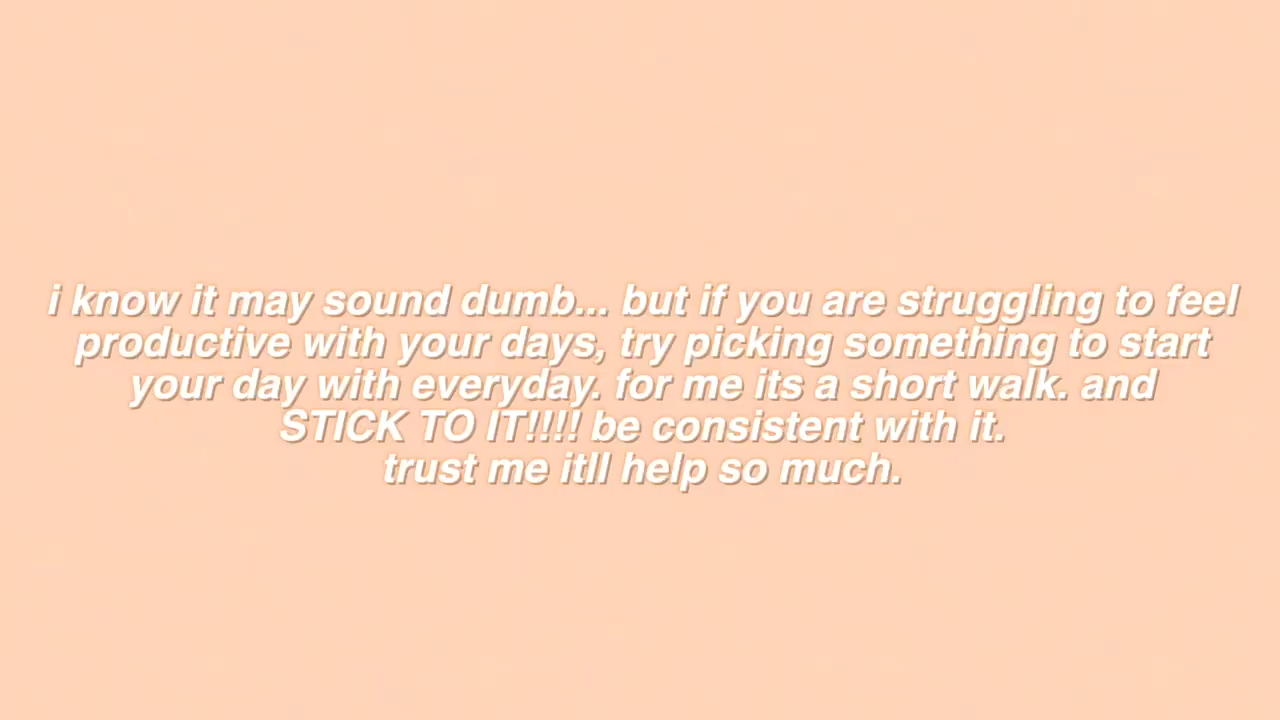 i know it may sound dumb... but if you are struggling to feel
productive with your days, try picking something to start
your day with everyday. for me its a short walk. and
STICK TO IT!!!! be consistent with it.
trust me itll help so much.